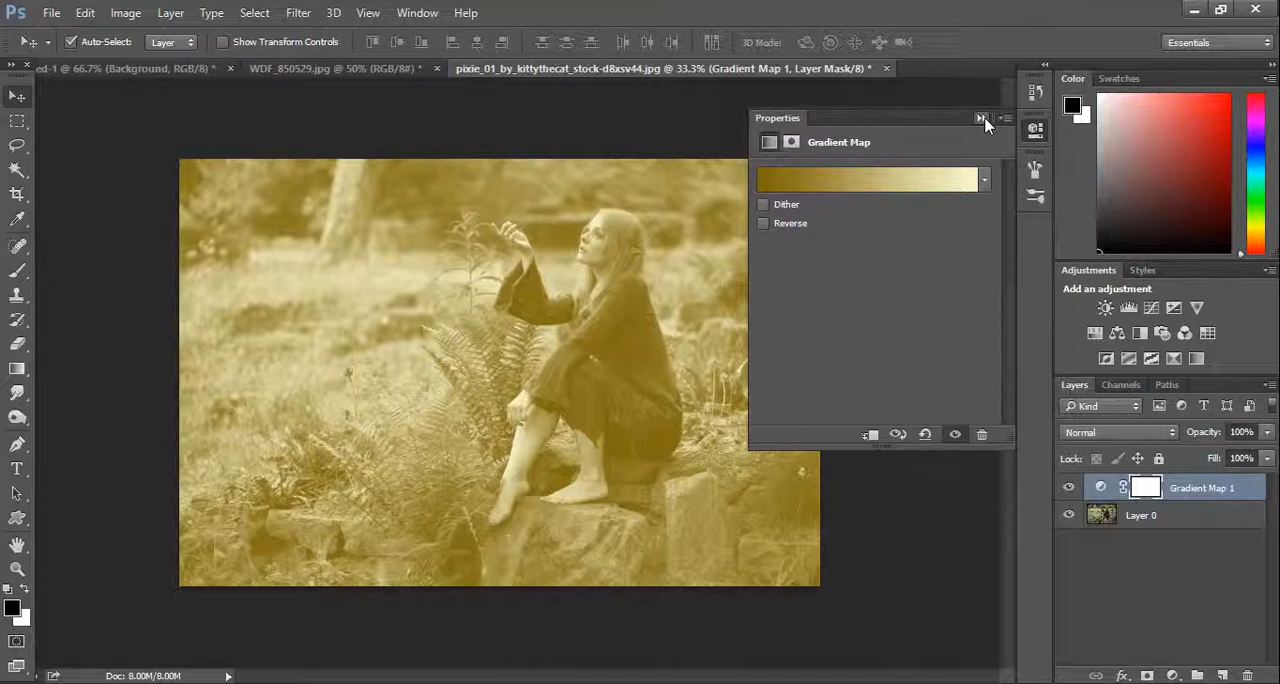 Ps File Edit Image Layer Type Select Filter 3D View Window Help
Auto-Select: Layer Show Transform Controls 3D Mode: Essentials
ed-1 @ 66.7% (Background, RGB/8) * × WDF_850529.jpg @ 50% (RGB/8#) * × pixie_01_by_kittythecat_stock-d8xsv44.jpg @ 33.3% (Gradient Map 1, Layer Mask/8) * ×
Properties
Gradient Map
Dither
Reverse
Color Swatches
Adjustments Styles
Add an adjustment
Layers Channels Paths
Kind
Normal Opacity: 100%
Lock: Fill: 100%
Gradient Map 1
Layer 0
Doc: 8.00M/8.00M